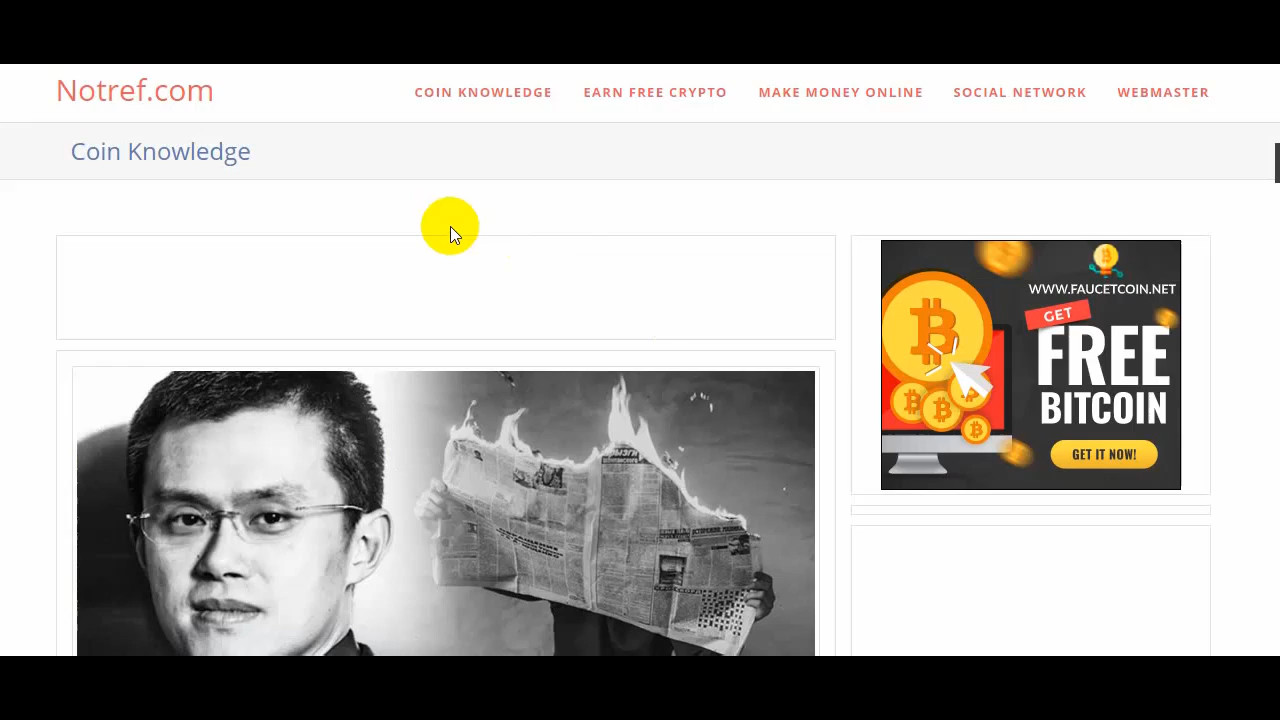 Notref.com
COIN KNOWLEDGE EARN FREE CRYPTO MAKE MONEY ONLINE SOCIAL NETWORK WEBMASTER
Coin Knowledge
WWW.FAUCETCOIN.NET
GET
FREE
BITCOIN
GET IT NOW!